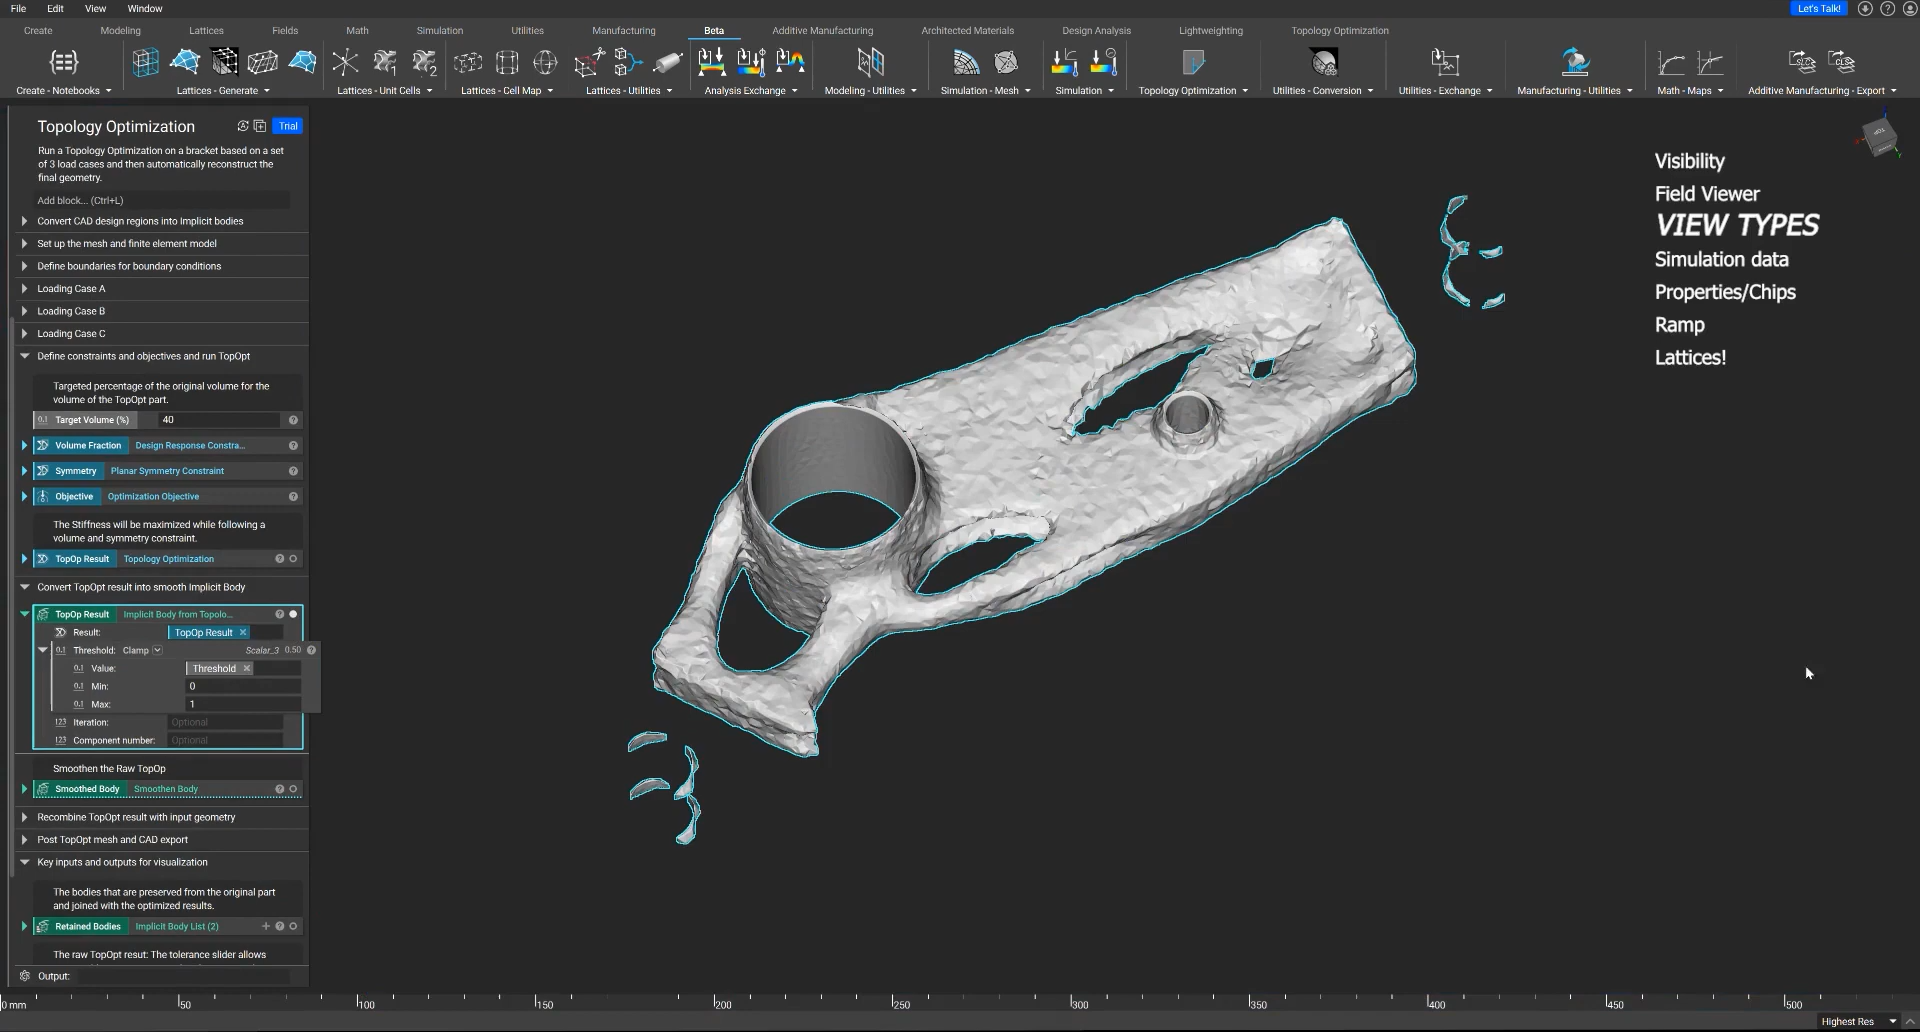 File Edit View Window Let's Talk!
Create Modeling Lattices Fields Math Simulation Utilities Manufacturing Beta Additive Manufacturing Architected Materials Design Analysis Lightweighting Topology Optimization
Create - Notebooks Lattices - Generate Lattices - Unit Cells Lattices - Cell Map Lattices - Utilities Analysis Exchange Modeling - Utilities Simulation - Mesh Simulation Topology Optimization Utilities - Conversion Utilities - Exchange Manufacturing - Utilities Math - Maps Additive Manufacturing - Export
Topology Optimization Trial
Run a Topology Optimization on a bracket based on a set
of 3 load cases and then automatically reconstruct the
final geometry.
Add block... (Ctrl+L)
Convert CAD design regions into Implicit bodies
Set up the mesh and finite element model
Define boundaries for boundary conditions
Loading Case A
Loading Case B
Loading Case C
Define constraints and objectives and run TopOpt
Targeted percentage of the original volume for the
volume of the TopOpt part.
0.1 Target Volume (%) 40
Volume Fraction Design Response Constra...
Symmetry Planar Symmetry Constraint
Objective Optimization Objective
The Stiffness will be maximized while following a
volume and symmetry constraint.
TopOp Result Topology Optimization
Convert TopOpt result into smooth Implicit Body
TopOp Result Implicit Body from Topolo...
Result: TopOp Result
0.1 Threshold: Clamp Scalar_3 0.50
0.1 Value: Threshold
0.1 Min: 0
0.1 Max: 1
123 Iteration: Optional
123 Component number: Optional
Smoothen the Raw TopOp
Smoothed Body Smoothen Body
Recombine TopOpt result with input geometry
Post TopOpt mesh and CAD export
Key inputs and outputs for visualization
The bodies that are preserved from the original part
and joined with the optimized results.
Retained Bodies Implicit Body List (2)
The raw TopOpt resut: The tolerance slider allows
Output:
Visibility
Field Viewer
VIEW TYPES
Simulation data
Properties/Chips
Ramp
Lattices!
0 mm 50 100 150 200 250 300 350 400 450 500
Highest Res